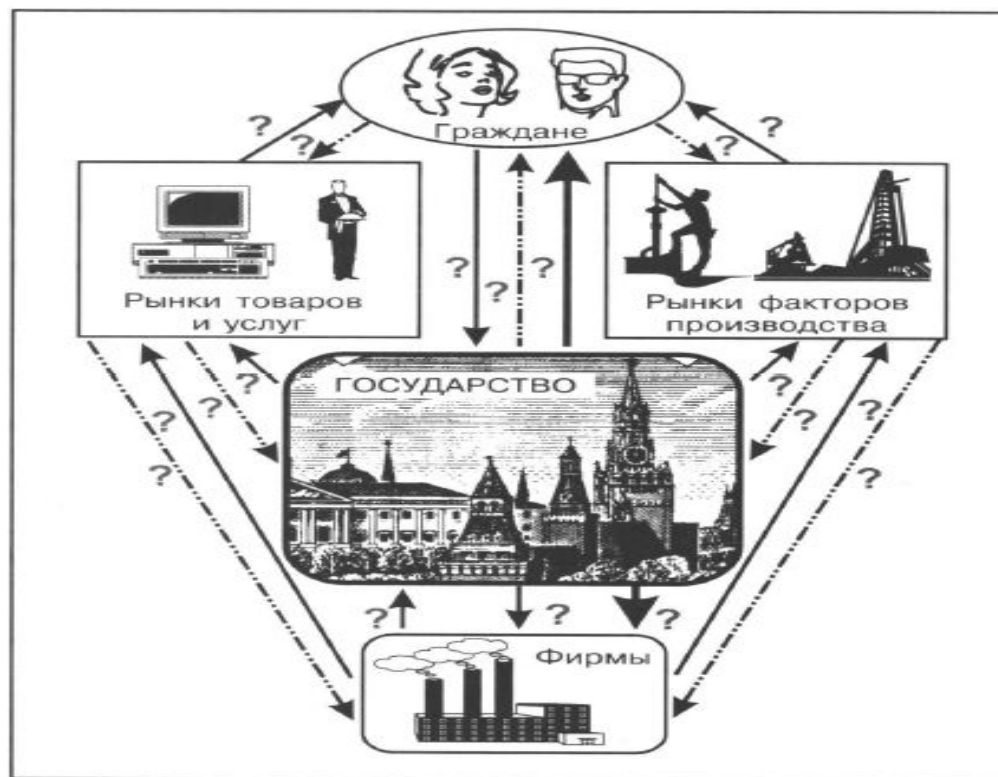 Граждане
?
?
?
?
Рынки товаров
и услуг
?
?
?
Рынки факторов
производства
ГОСУДАРСТВО
?
?
?
?
?
?
?
?
?
?
?
Фирмы